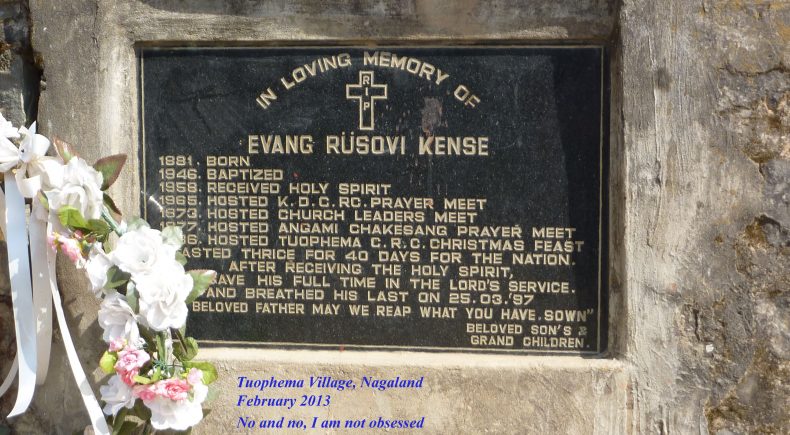 IN LOVING MEMORY OF
R I P
EVANG RÜSOVI KENSE
1881. BORN
1946. BAPTIZED
1958. RECEIVED HOLY SPIRIT
1965. HOSTED K.D.C.RC. PRAYER MEET
HOSTED CHURCH LEADERS MEET
HOSTED ANGAMI CHAKESANG PRAYER MEET
HOSTED TUOPHEMA C.R.C. CHRISTMAS FEAST
THRICE FOR 40 DAYS FOR THE NATION.
AFTER RECEIVING THE HOLY SPIRIT,
HIS FULL TIME IN THE LORD'S SERVICE.
AND BREATHED HIS LAST ON 25.03.'97
BELOVED FATHER MAY WE REAP WHAT YOU HAVE SOWN"
BELOVED SON'S &
GRAND CHILDREN.
Tuophema Village, Nagaland
February 2013
No and no, I am not obsessed